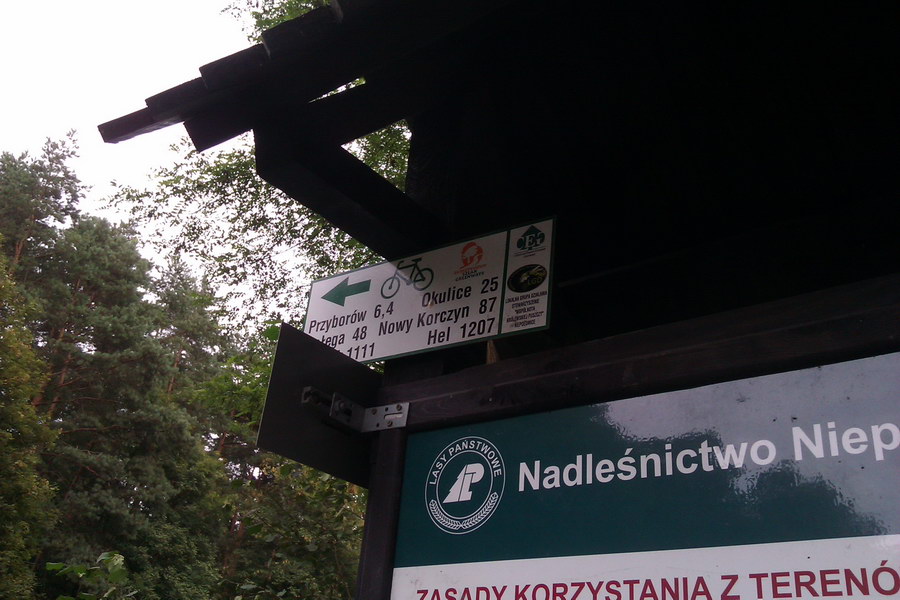 Przyborów 6,4 Okulice 25
48 Nowy Korczyn 87
1111 Hel 1207
LASY PAŃSTWOWE
Nadleśnictwo Niep
ZASADY KORZYSTANIA Z TERENÓ